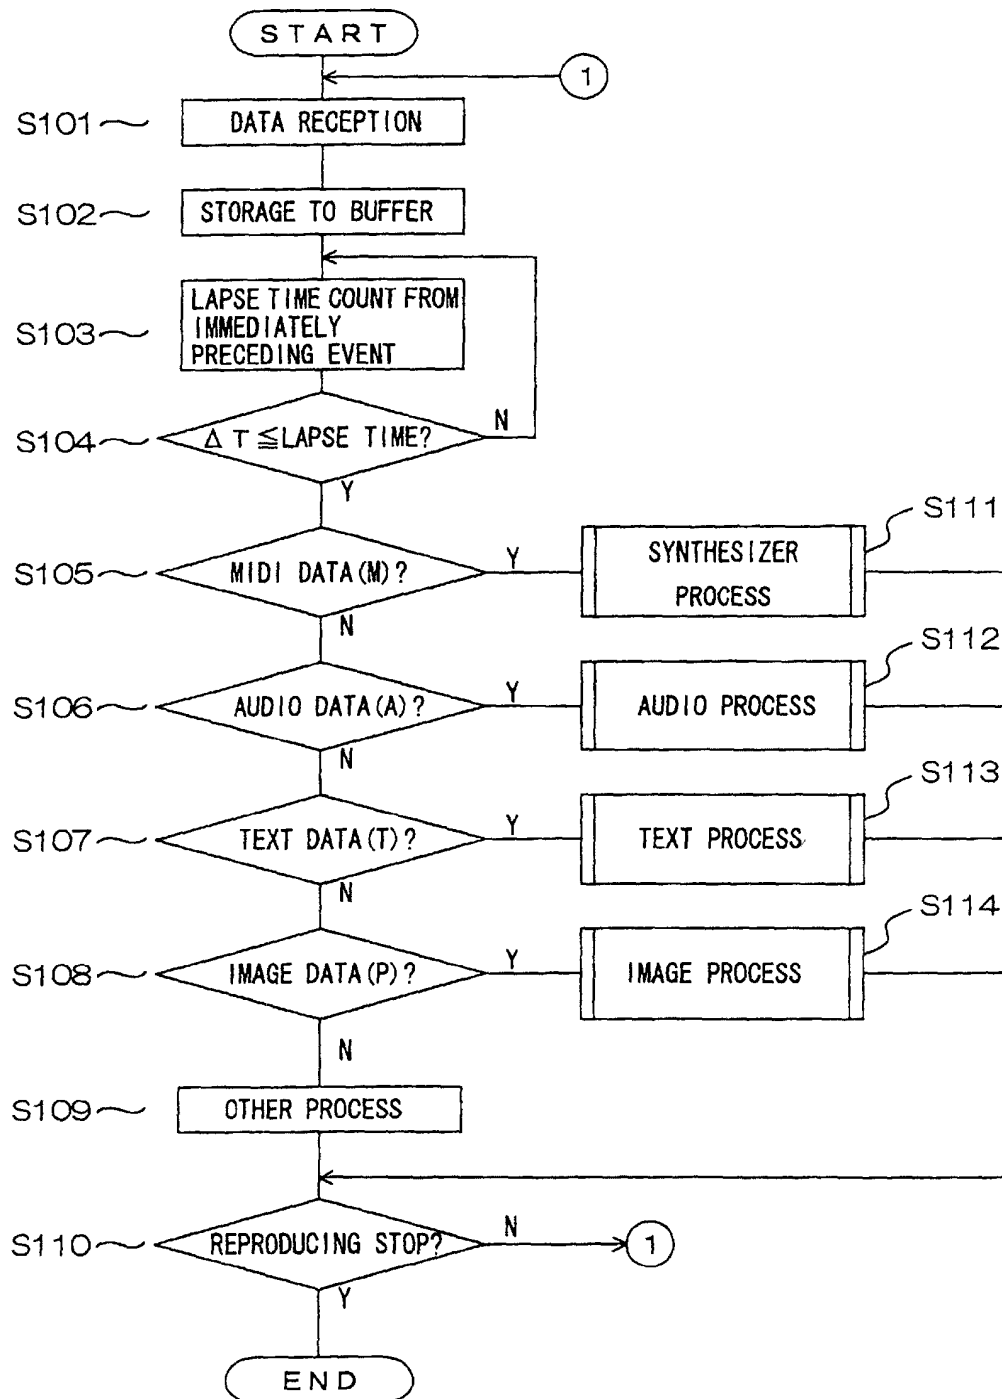 START
1
S101
DATA RECEPTION
S102
STORAGE TO BUFFER
S103
LAPSE TIME COUNT FROM
IMMEDIATELY
PRECEDING EVENT
S104
Δ T ≦ LAPSE TIME?
N
Y
S105
MIDI DATA(M)?
Y
N
SYNTHESIZER
PROCESS
S111
S106
AUDIO DATA(A)?
Y
N
AUDIO PROCESS
S112
S107
TEXT DATA(T)?
Y
N
TEXT PROCESS
S113
S108
IMAGE DATA(P)?
Y
N
IMAGE PROCESS
S114
S109
OTHER PROCESS
S110
REPRODUCING STOP?
N
1
Y
END